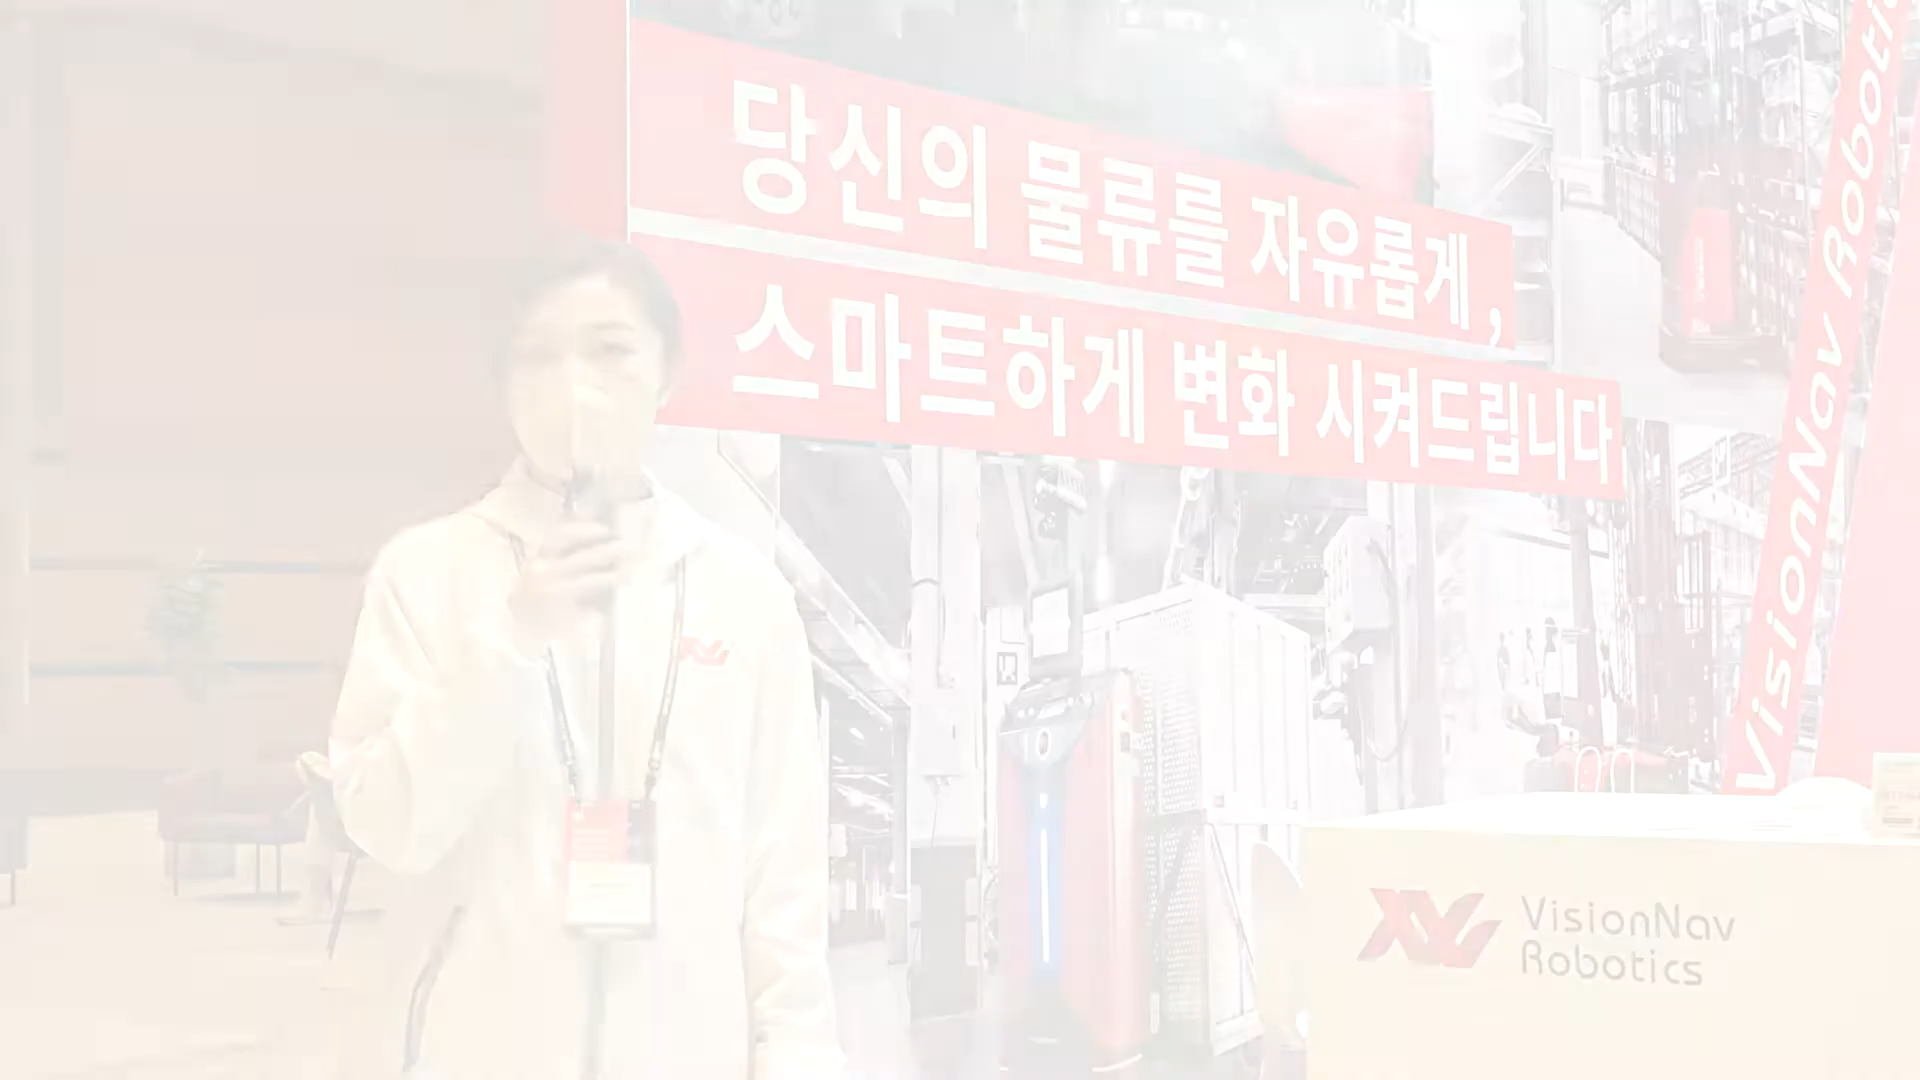 당신의 물류를 자유롭게,
스마트하게 변화 시켜드립니다
VisionNav Robotics
10
VisionNav
Robotics